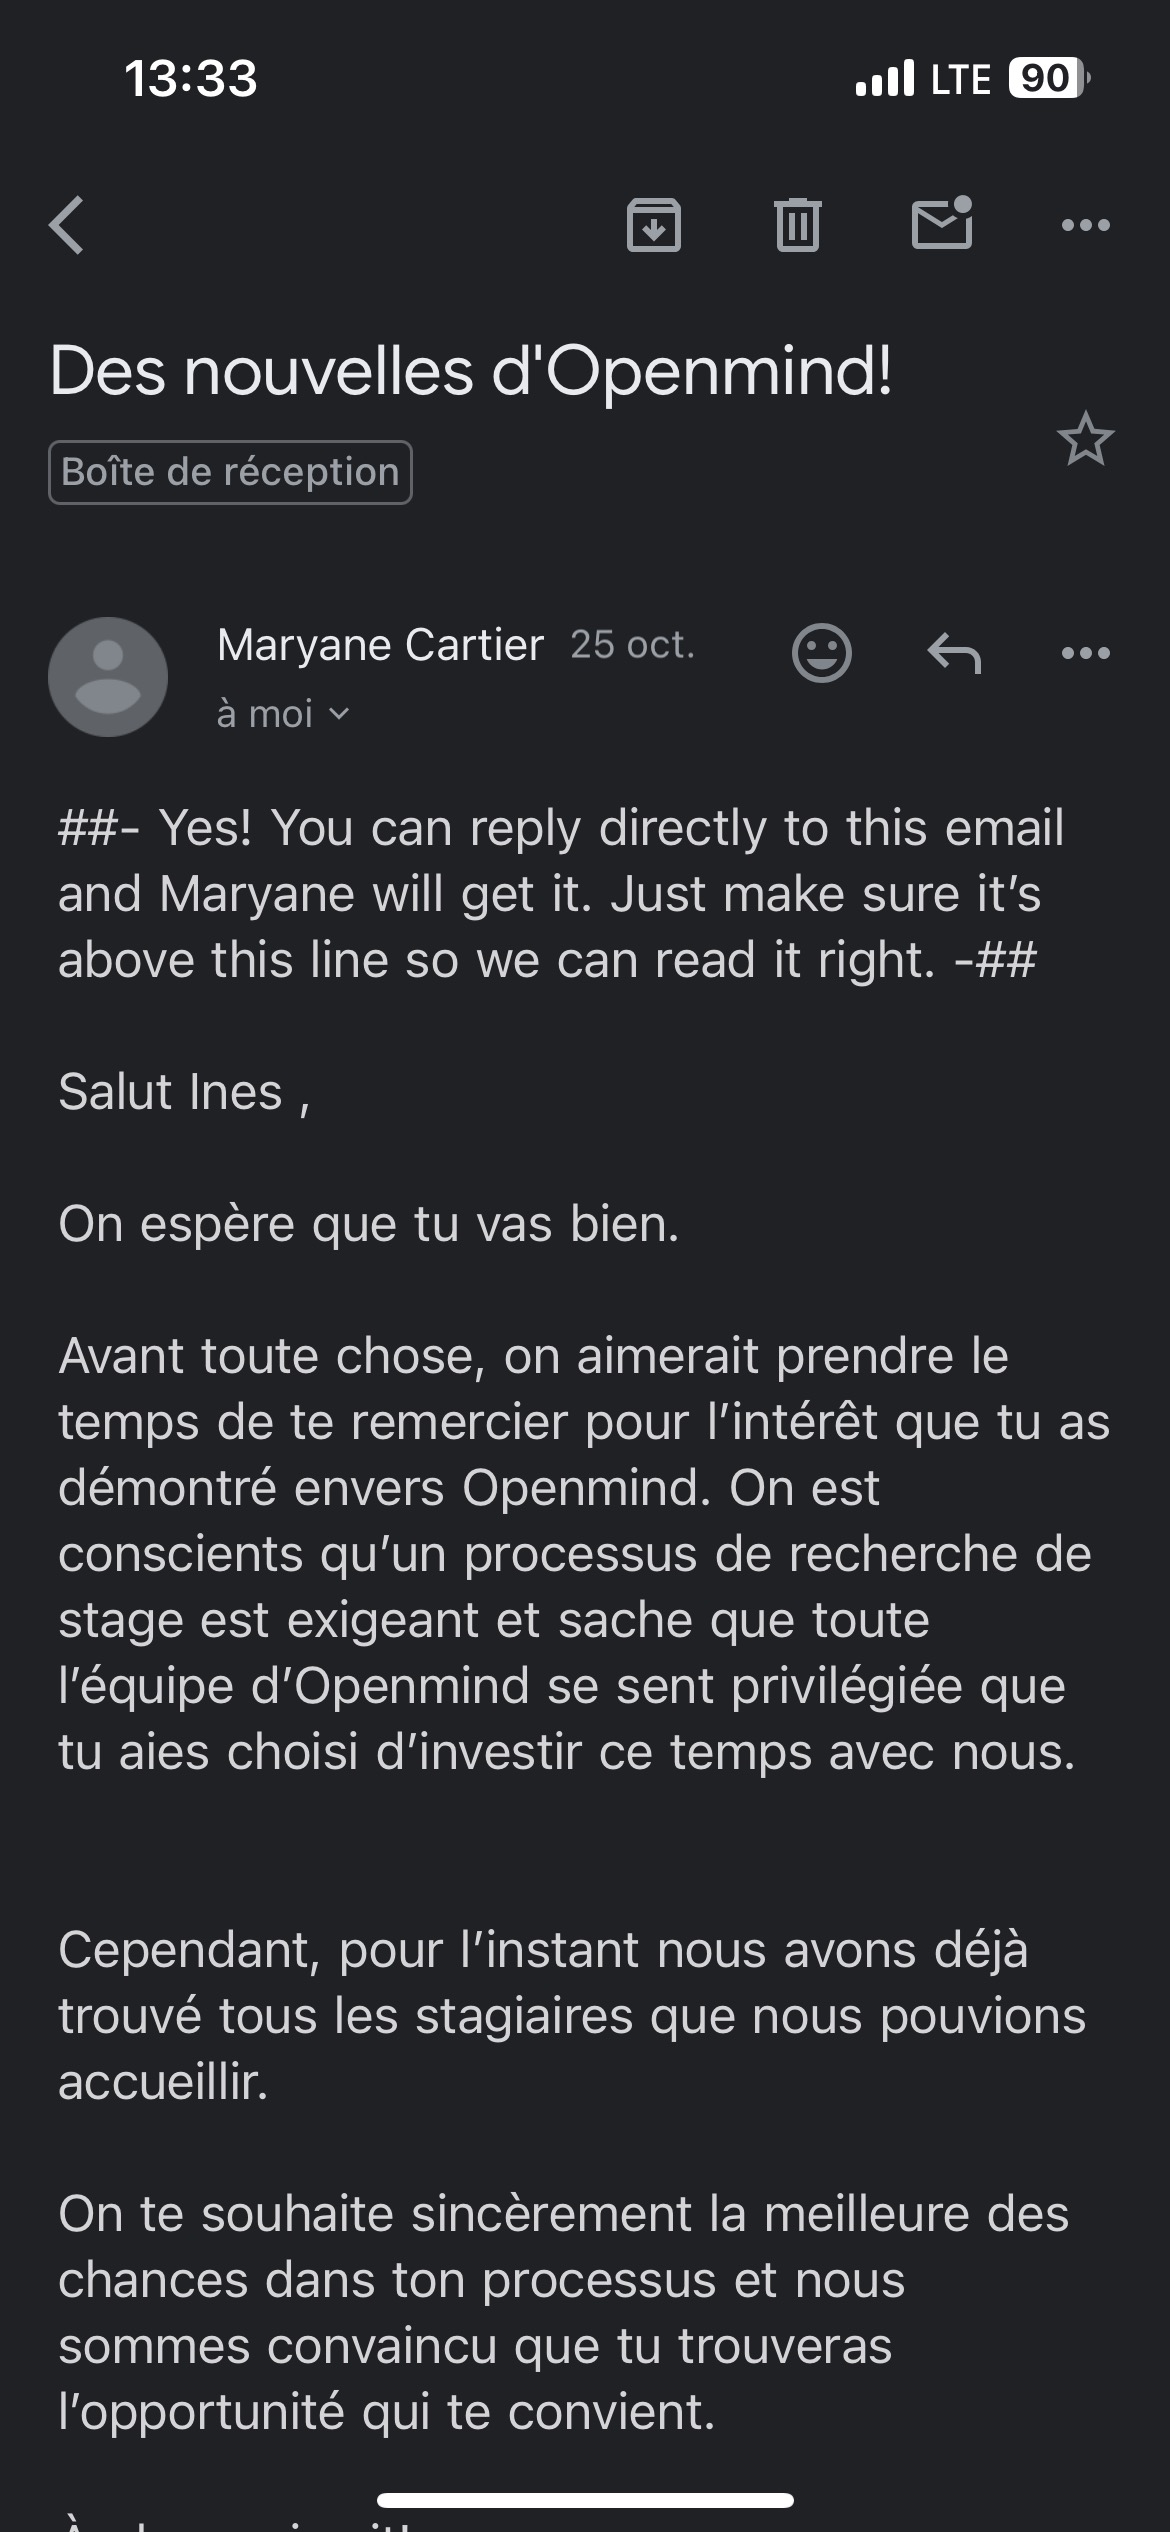 13:33
LTE 90
Des nouvelles d'Openmind!
Boîte de réception
Maryane Cartier 25 oct.
à moi
##- Yes! You can reply directly to this email
and Maryane will get it. Just make sure it’s
above this line so we can read it right. -##
Salut Ines ,
On espère que tu vas bien.
Avant toute chose, on aimerait prendre le
temps de te remercier pour l’intérêt que tu as
démontré envers Openmind. On est
conscients qu’un processus de recherche de
stage est exigeant et sache que toute
l’équipe d’Openmind se sent privilégiée que
tu aies choisi d’investir ce temps avec nous.
Cependant, pour l’instant nous avons déjà
trouvé tous les stagiaires que nous pouvions
accueillir.
On te souhaite sincèrement la meilleure des
chances dans ton processus et nous
sommes convaincu que tu trouveras
l’opportunité qui te convient.